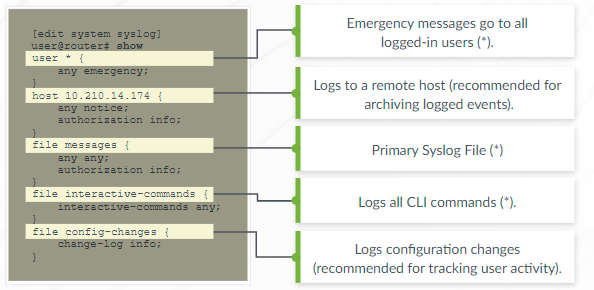 [edit system syslog]
user@router# show
user * {
any emergency;
}
host 10.210.14.174 {
any notice;
authorization info;
}
file messages {
any any;
authorization info;
}
file interactive-commands {
interactive-commands any;
}
file config-changes {
change-log info;
}
Emergency messages go to all
logged-in users (*).
Logs to a remote host (recommended for
archiving logged events).
Primary Syslog File (*)
Logs all CLI commands (*).
Logs configuration changes
(recommended for tracking user activity).